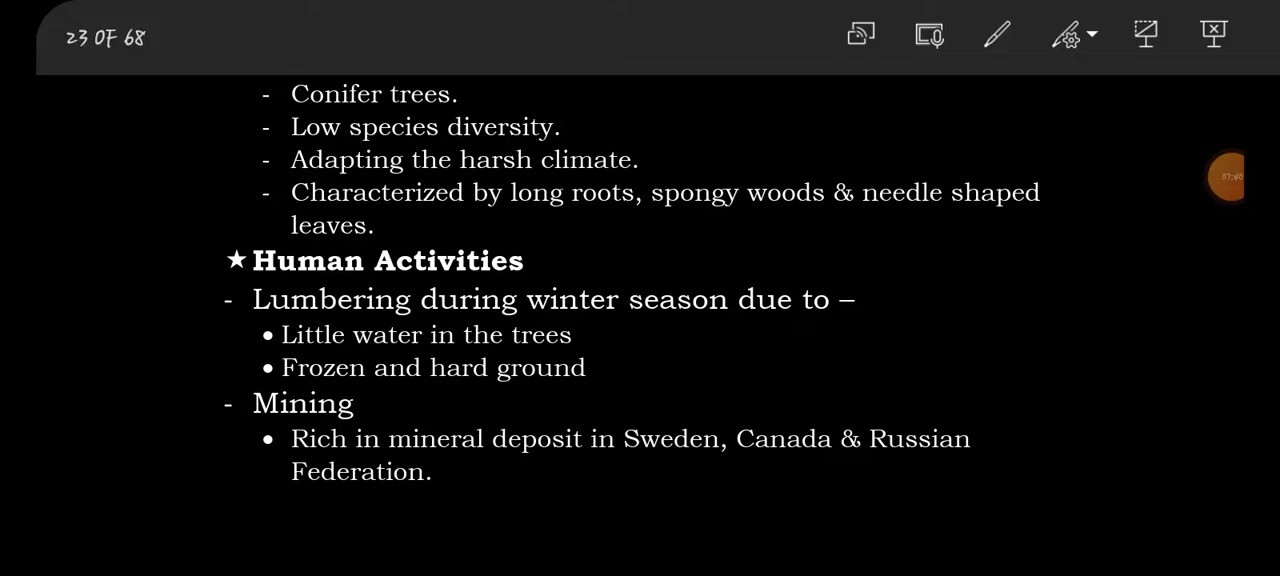 23 OF 68
- Conifer trees.
- Low species diversity.
- Adapting the harsh climate.
- Characterized by long roots, spongy woods & needle shaped
leaves.
07:40
★ Human Activities
- Lumbering during winter season due to –
• Little water in the trees
• Frozen and hard ground
- Mining
• Rich in mineral deposit in Sweden, Canada & Russian
Federation.